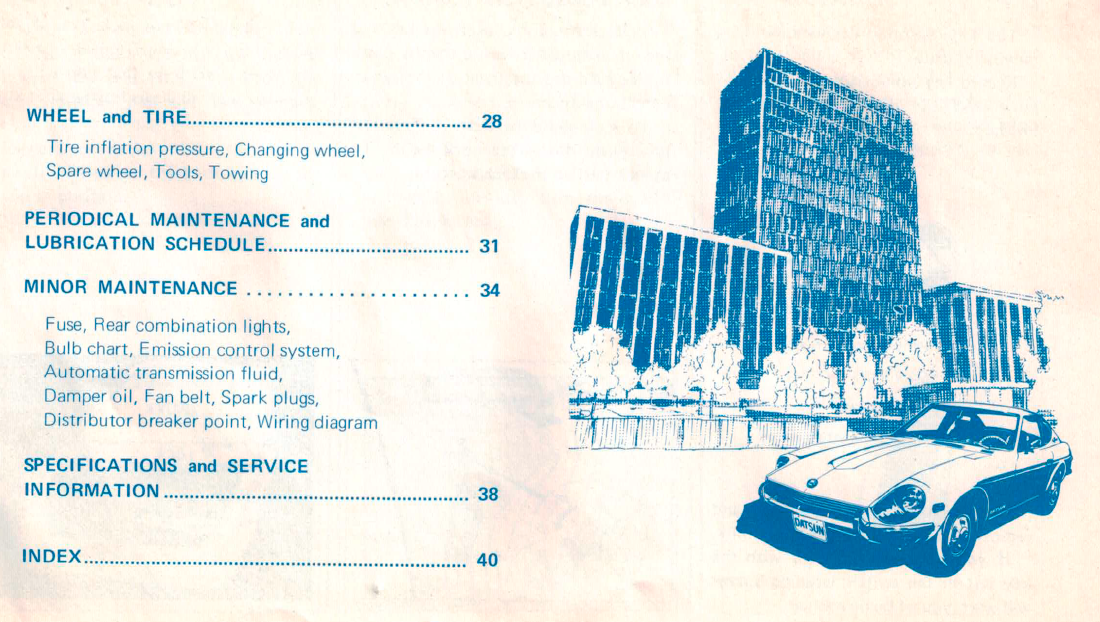 WHEEL and TIRE........................................................ 28
Tire inflation pressure, Changing wheel,
Spare wheel, Tools, Towing
PERIODICAL MAINTENANCE and
LUBRICATION SCHEDULE........................................ 31
MINOR MAINTENANCE ...................... 34
Fuse, Rear combination lights,
Bulb chart, Emission control system,
Automatic transmission fluid,
Damper oil, Fan belt, Spark plugs,
Distributor breaker point, Wiring diagram
SPECIFICATIONS and SERVICE
INFORMATION............................................................. 38
INDEX............................................................................ 40
DATSUN